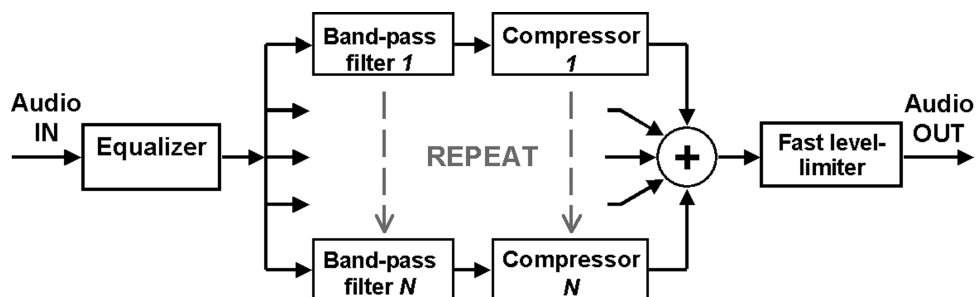 Band-pass
filter 1
Compressor
1
Audio
IN
Equalizer
REPEAT
+
Fast level-
limiter
Audio
OUT
Band-pass
filter N
Compressor
N